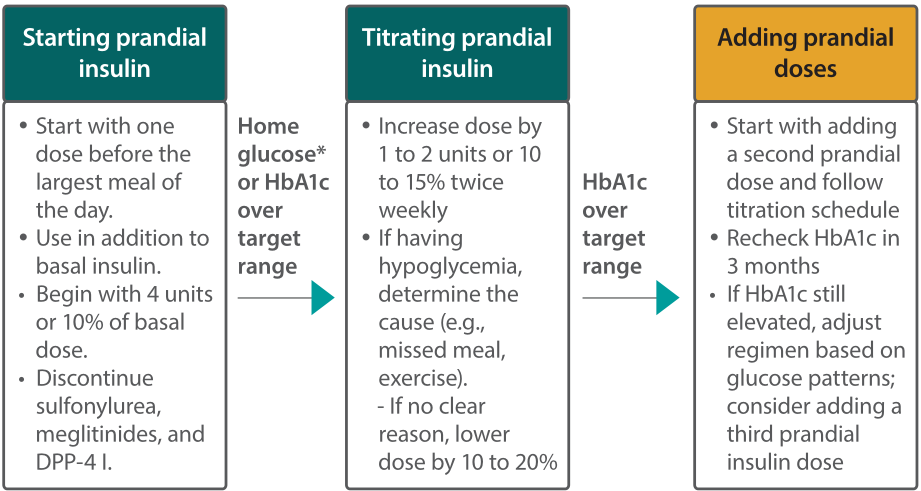 Starting prandial
insulin
• Start with one
dose before the
largest meal of
the day.
• Use in addition to
basal insulin.
• Begin with 4 units
or 10% of basal
dose.
• Discontinue
sulfonylurea,
meglitinides, and
DPP-4 I.
Home
glucose*
or HbA1c
over
target
range
Titrating prandial
insulin
• Increase dose by
1 to 2 units or 10
to 15% twice
weekly
• If having
hypoglycemia,
determine the
cause (e.g.,
missed meal,
exercise).
- If no clear
reason, lower
dose by 10 to 20%
HbA1c
over
target
range
Adding prandial
doses
• Start with adding
a second prandial
dose and follow
titration schedule
• Recheck HbA1c in
3 months
• If HbA1c still
elevated, adjust
regimen based on
glucose patterns;
consider adding a
third prandial
insulin dose